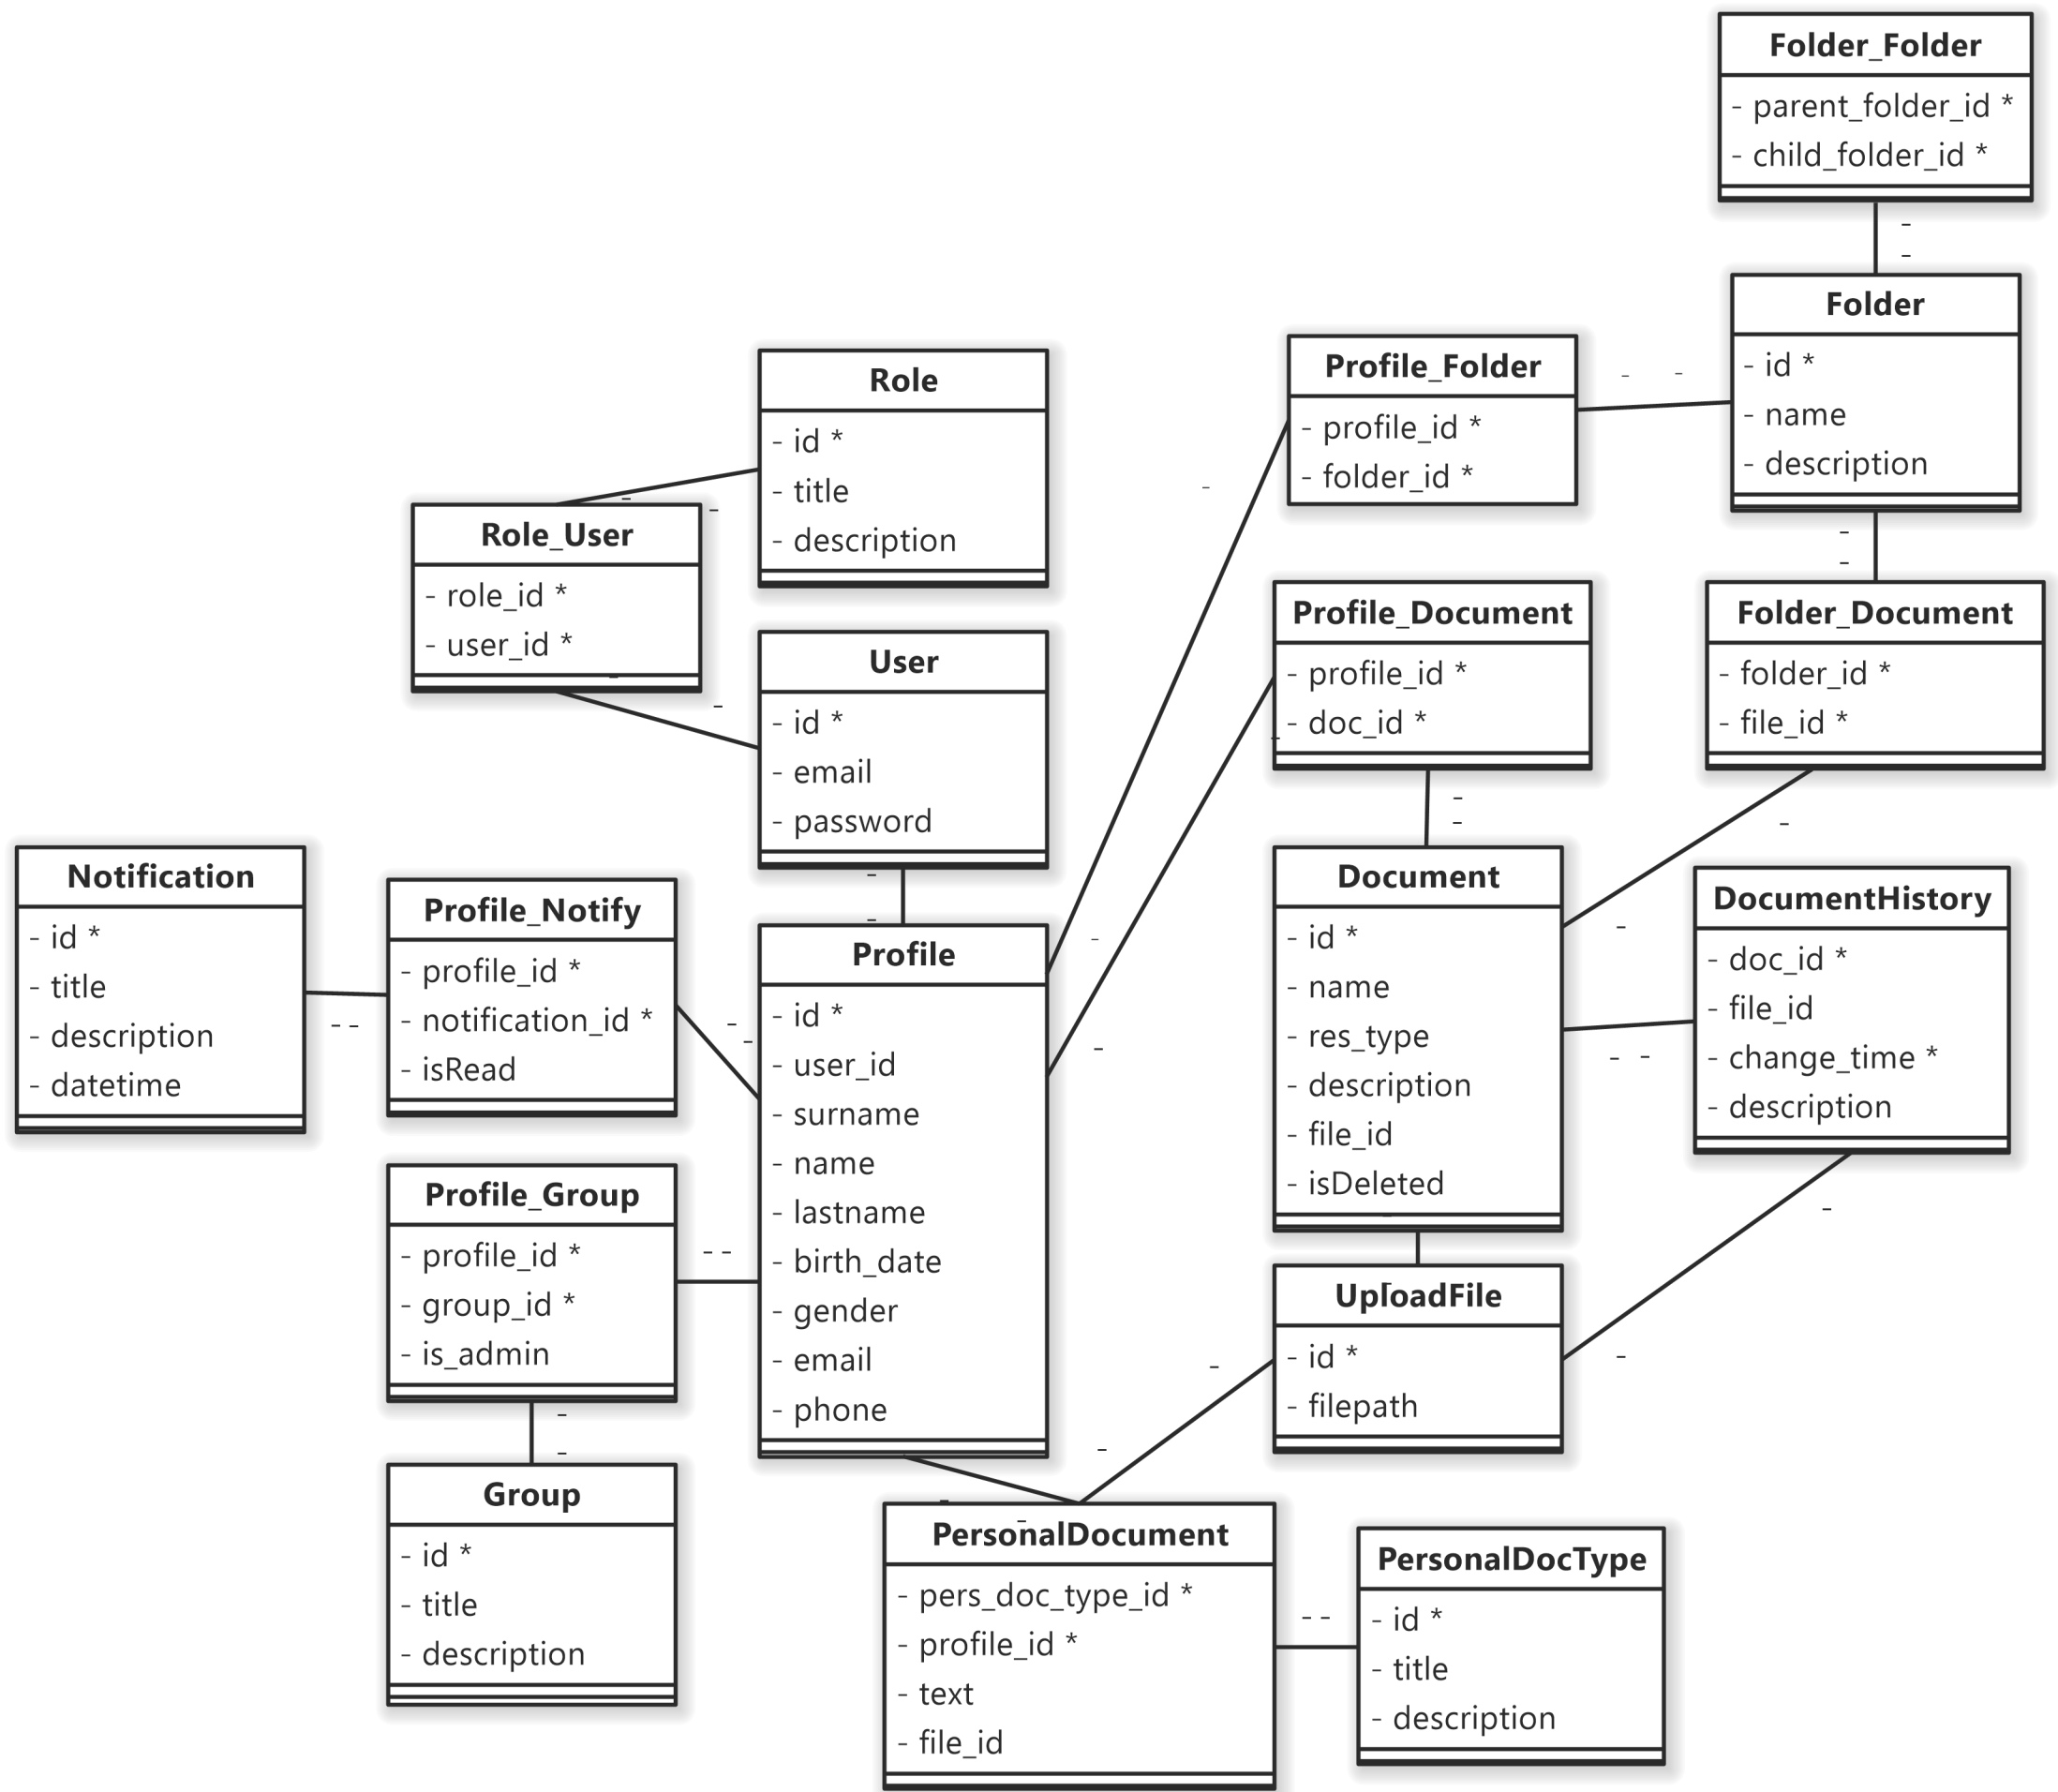 Folder_Folder
- parent_folder_id *
- child_folder_id *
Folder
- id *
- name
- description
Profile_Folder
- profile_id *
- folder_id *
Role
- id *
- title
- description
Role_User
- role_id *
- user_id *
User
- id *
- email
- password
Profile_Document
- profile_id *
- doc_id *
Folder_Document
- folder_id *
- file_id *
Notification
- id *
- title
- description
- datetime
Profile_Notify
- profile_id *
- notification_id *
- isRead
Profile
- id *
- user_id
- surname
- name
- lastname
- birth_date
- gender
- email
- phone
Document
- id *
- name
- res_type
- description
- file_id
- isDeleted
DocumentHistory
- doc_id *
- file_id
- change_time *
- description
Profile_Group
- profile_id *
- group_id *
- is_admin
UploadFile
- id *
- filepath
Group
- id *
- title
- description
PersonalDocument
- pers_doc_type_id *
- profile_id *
- text
- file_id
PersonalDocType
- id *
- title
- description